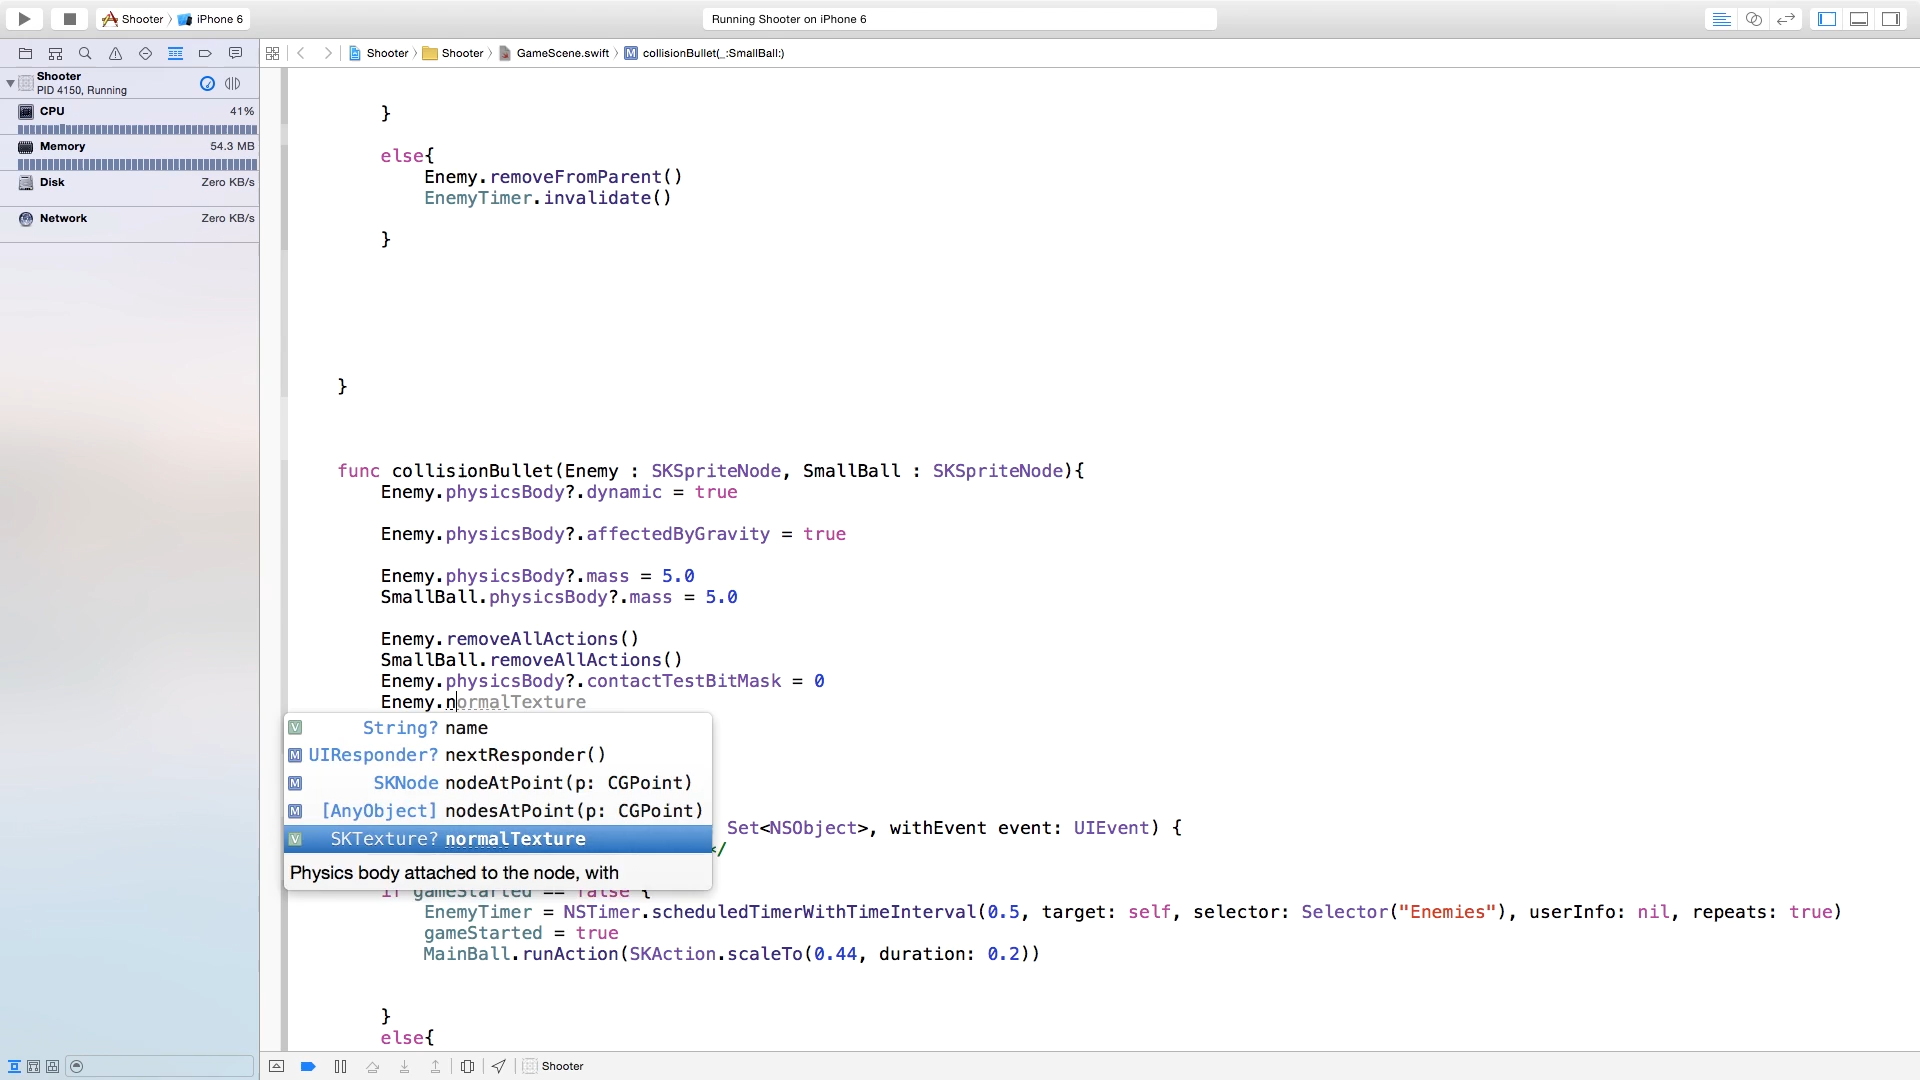 Shooter
iPhone 6
Running Shooter on iPhone 6
Shooter
Shooter
GameScene.swift
M
collisionBullet(_:SmallBall:)
Shooter
PID 4150, Running
CPU
41%
Memory
54.3 MB
Disk
Zero KB/s
Network
Zero KB/s
}
else{
Enemy.removeFromParent()
EnemyTimer.invalidate()
}
}
func collisionBullet(Enemy : SKSpriteNode, SmallBall : SKSpriteNode){
Enemy.physicsBody?.dynamic = true
Enemy.physicsBody?.affectedByGravity = true
Enemy.physicsBody?.mass = 5.0
SmallBall.physicsBody?.mass = 5.0
Enemy.removeAllActions()
SmallBall.removeAllActions()
Enemy.physicsBody?.contactTestBitMask = 0
Enemy.normalTexture
V String? name
M UIResponder? nextResponder()
M SKNode nodeAtPoint(p: CGPoint)
M [AnyObject] nodesAtPoint(p: CGPoint)
Set<NSObject>, withEvent event: UIEvent) {
V SKTexture? normalTexture
*/
Physics body attached to the node, with
if gameStarted == false {
EnemyTimer = NSTimer.scheduledTimerWithTimeInterval(0.5, target: self, selector: Selector("Enemies"), userInfo: nil, repeats: true)
gameStarted = true
MainBall.runAction(SKAction.scaleTo(0.44, duration: 0.2))
}
else{
Shooter